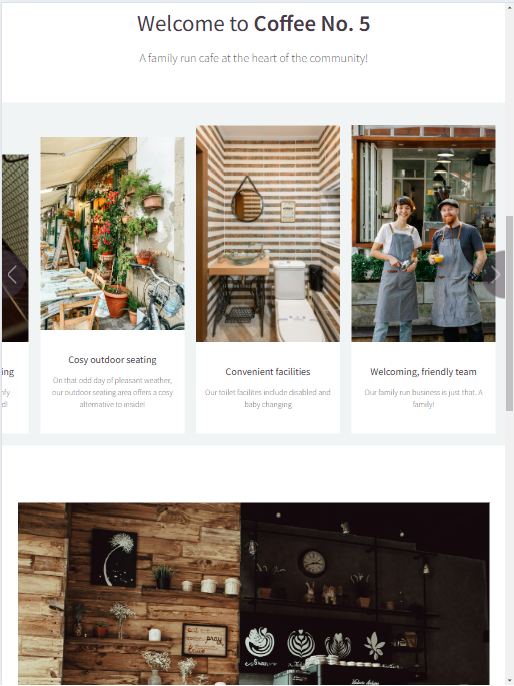 Welcome to Coffee No. 5
A family run cafe at the heart of the community!
ing
nfy
d!
Cosy outdoor seating
On that odd day of pleasant weather,
our outdoor seating area offers a cosy
alternative to inside!
Convenient facilities
Our toilet facilites include disabled and
baby changing
Welcoming, friendly team
Our family run business is just that. A
family!